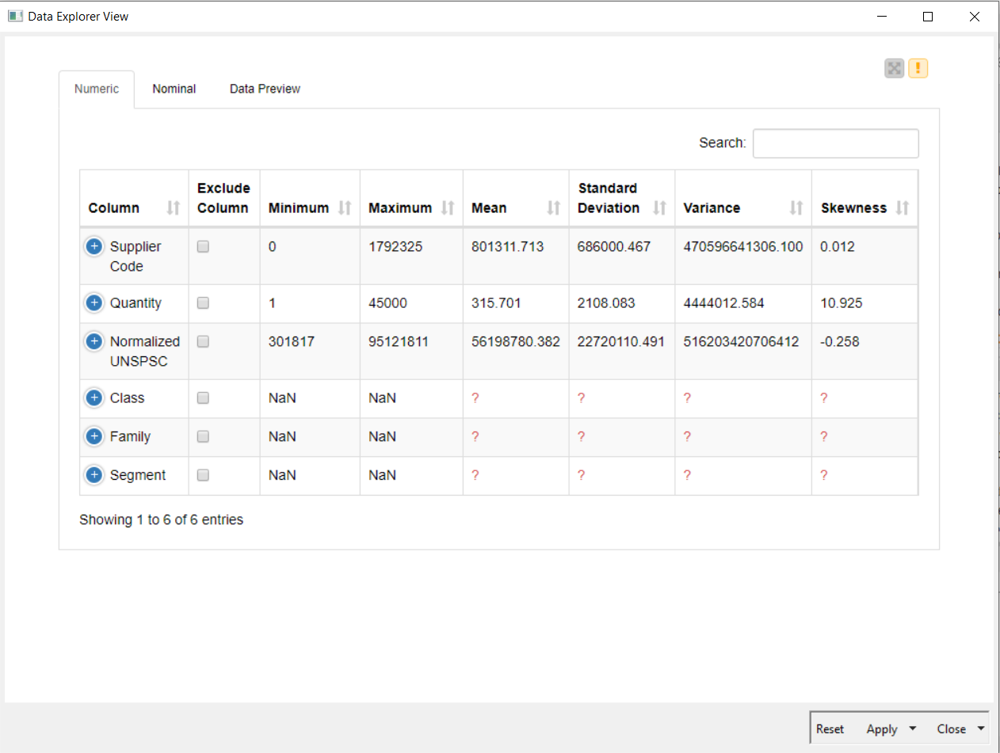 Data Explorer View
Numeric Nominal Data Preview
Search:
Column Exclude Column Minimum Maximum Mean Standard Deviation Variance Skewness
Supplier Code 0 1792325 801311.713 686000.467 470596641306.100 0.012
Quantity 1 45000 315.701 2108.083 4444012.584 10.925
Normalized UNSPSC 301817 95121811 56198780.382 22720110.491 516203420706412 -0.258
Class NaN NaN ? ? ? ?
Family NaN NaN ? ? ? ?
Segment NaN NaN ? ? ? ?
Showing 1 to 6 of 6 entries
Reset Apply Close